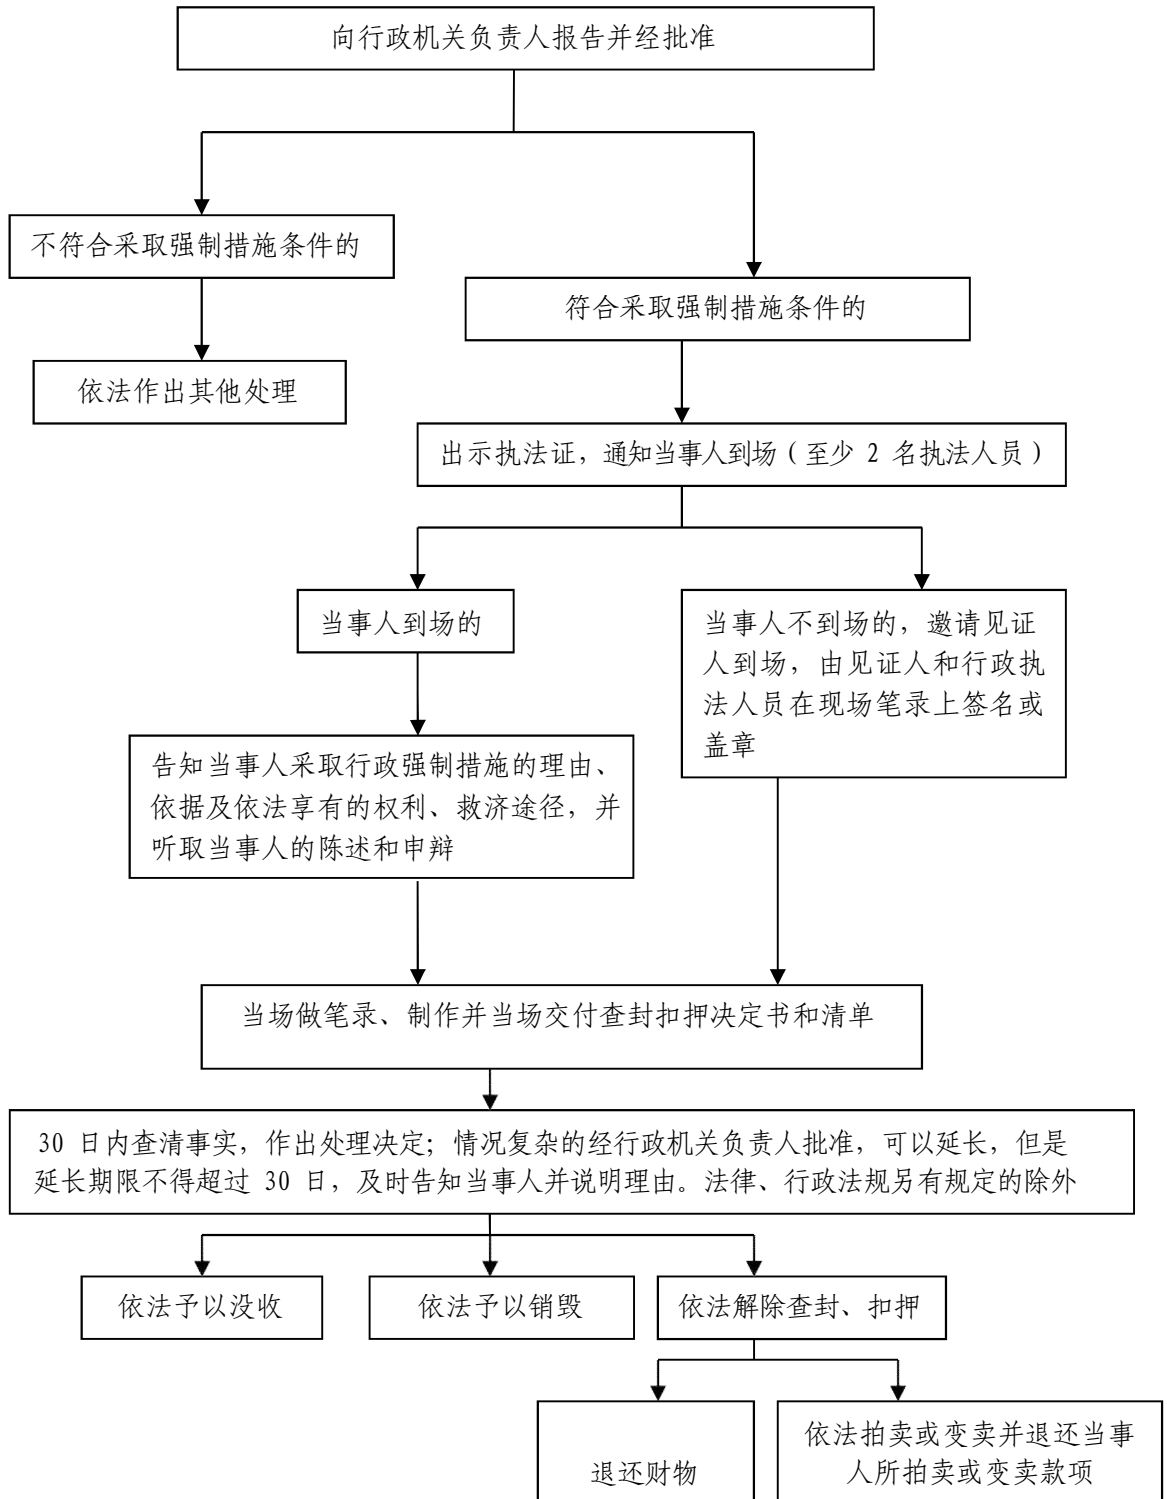 向行政机关负责人报告并经批准
不符合采取强制措施条件的
符合采取强制措施条件的
依法作出其他处理
出示执法证，通知当事人到场（至少 2 名执法人员）
当事人到场的
当事人不到场的，邀请见证
人到场，由见证人和行政执
法人员在现场笔录上签名或
盖章
告知当事人采取行政强制措施的理由、
依据及依法享有的权利、救济途径，并
听取当事人的陈述和申辩
当场做笔录、制作并当场交付查封扣押决定书和清单
30 日内查清事实，作出处理决定；情况复杂的经行政机关负责人批准，可以延长，但是
延长期限不得超过 30 日，及时告知当事人并说明理由。法律、行政法规另有规定的除外
依法予以没收
依法予以销毁
依法解除查封、扣押
退还财物
依法拍卖或变卖并退还当事
人所拍卖或变卖款项